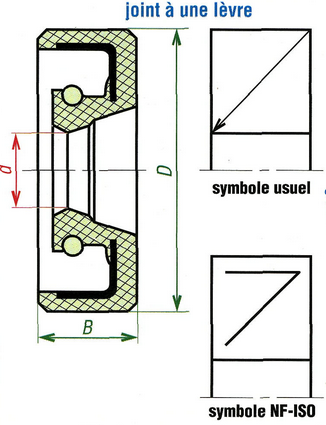 joint à une lèvre
d
D
B
symbole usuel
symbole NF-ISO